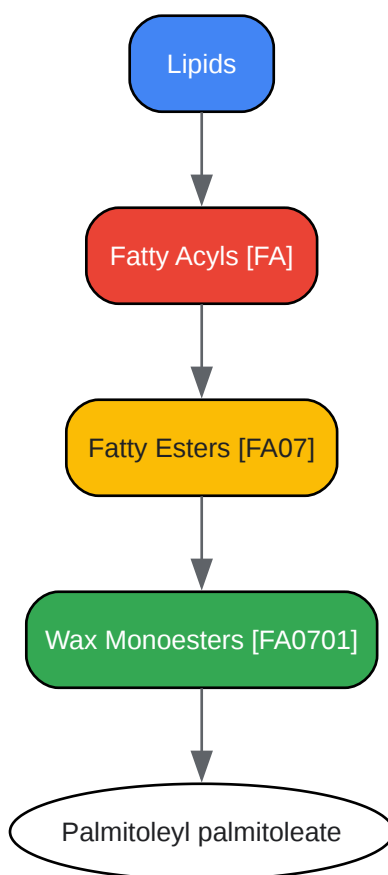 Lipids
Fatty Acyls [FA]
Fatty Esters [FA07]
Wax Monoesters [FA0701]
Palmitoleyl palmitoleate